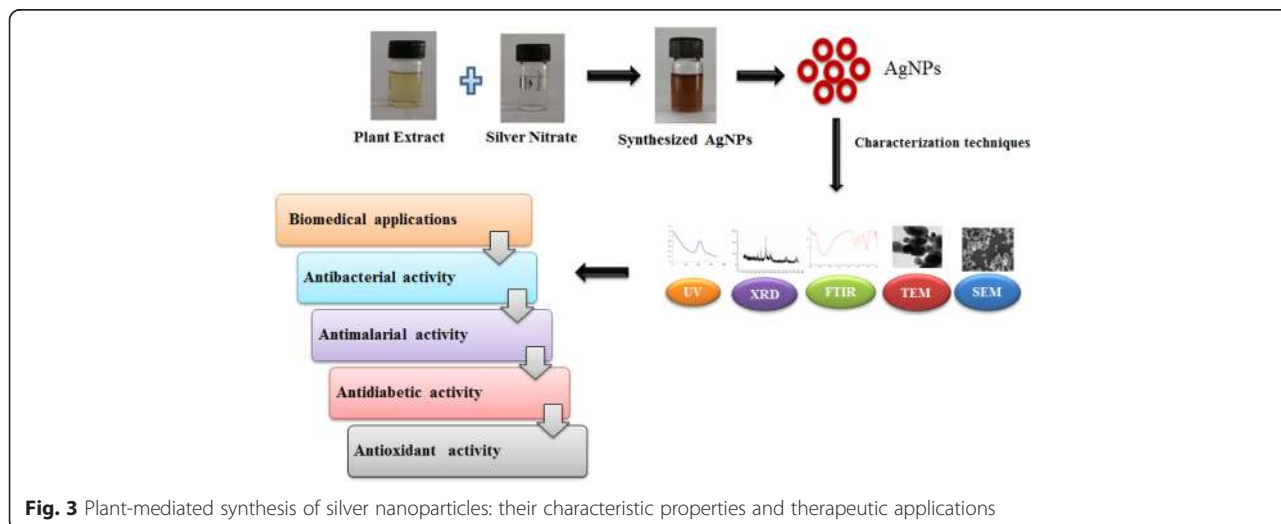 AgNPs
Plant Extract
Silver Nitrate
Synthesized AgNPs
Characterization techniques
Biomedical applications
Antibacterial activity
Antimalarial activity
Antidiabetic activity
Antioxidant activity
UV
XRD
FTIR
TEM
SEM
Fig. 3 Plant-mediated synthesis of silver nanoparticles: their characteristic properties and therapeutic applications